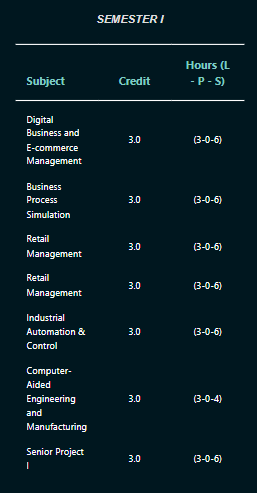 SEMESTER I
Hours (L
Subject Credit - P - S)
Digital
Business and
E-commerce 3.0 (3-0-6)
Management
Business
Process 3.0 (3-0-6)
Simulation
Retail
Management 3.0 (3-0-6)
Retail
Management 3.0 (3-0-6)
Industrial
Automation & 3.0 (3-0-6)
Control
Computer-
Aided
Engineering 3.0 (3-0-4)
and
Manufacturing
Senior Project
I 3.0 (3-0-6)